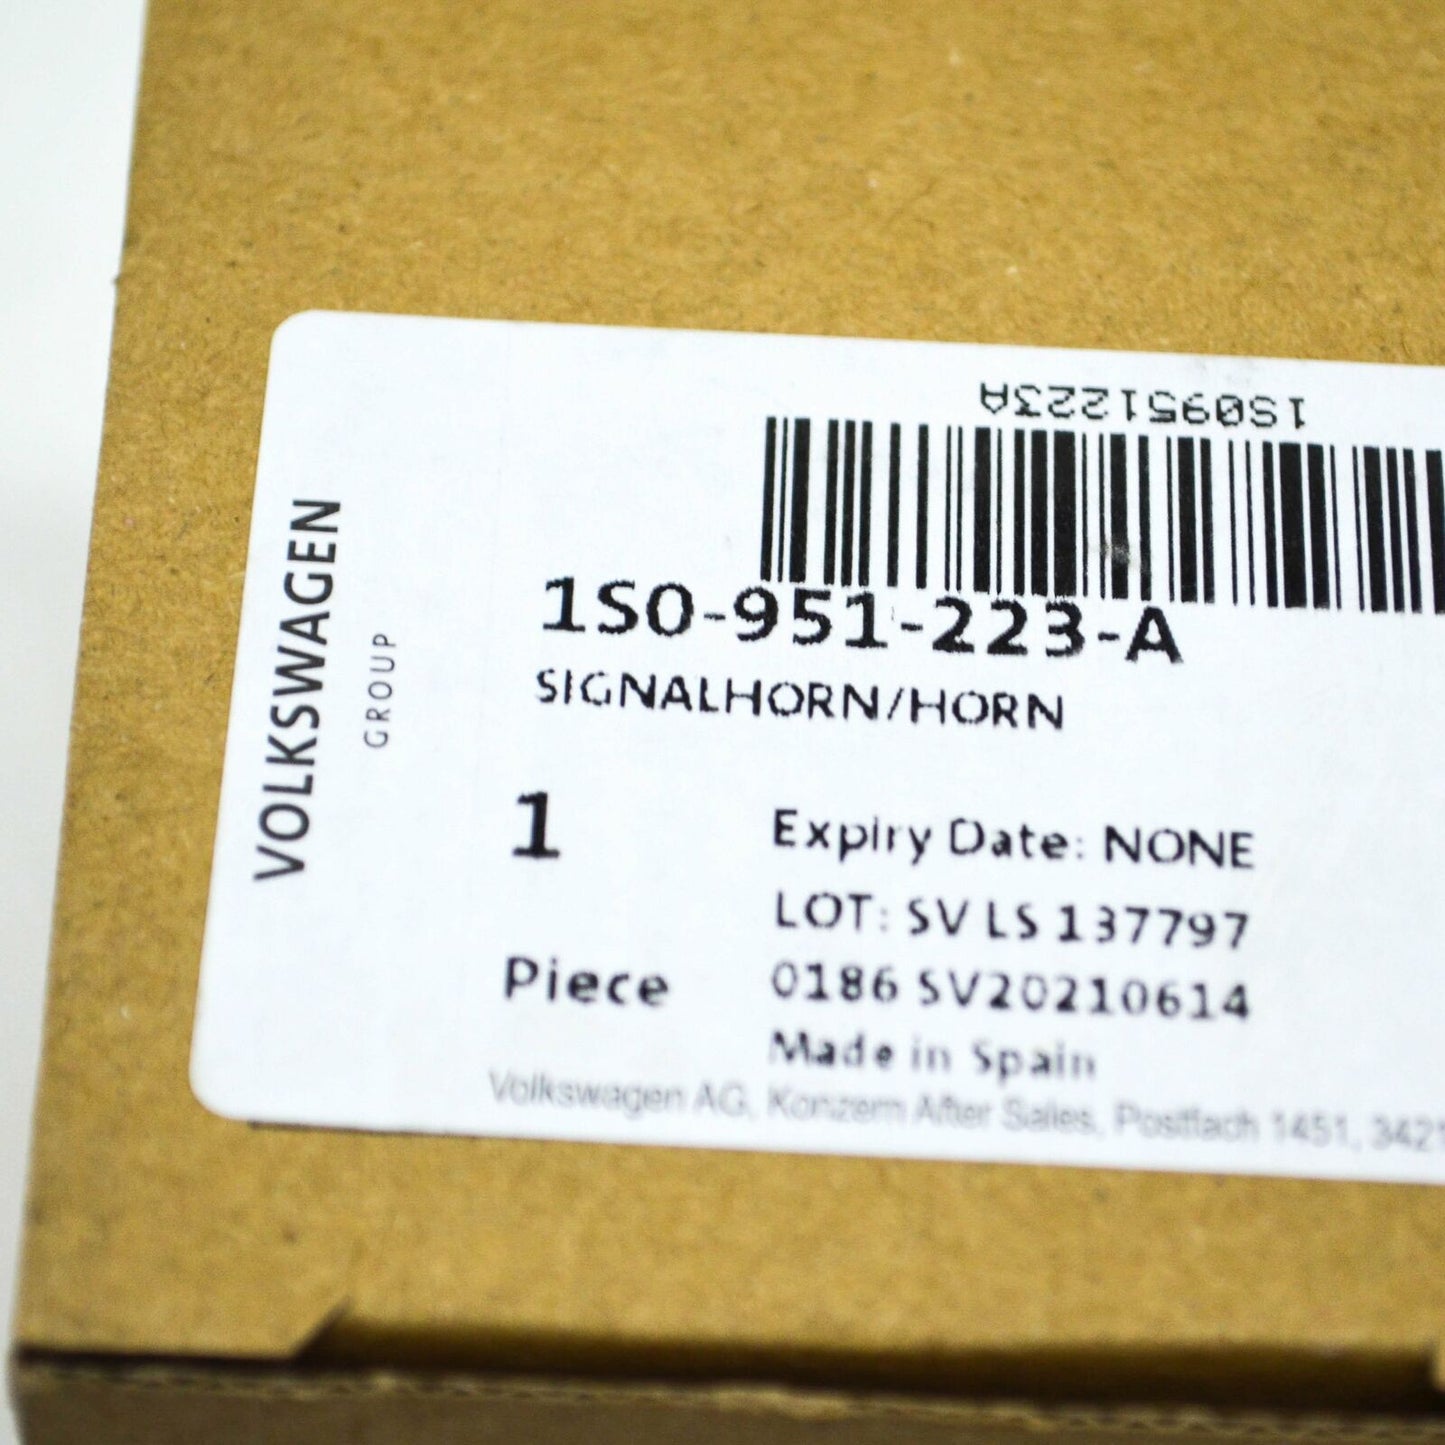 1S0951223A
VOLKSWAGEN
GROUP
1S0-951-223-A
SIGNALHORN/HORN
1
Piece
Expiry Date: NONE
LOT: SV LS 137797
0186 SV20210614
Made in Spain
Volkswagen AG, Konzern After Sales, Postfach 1451, 3421